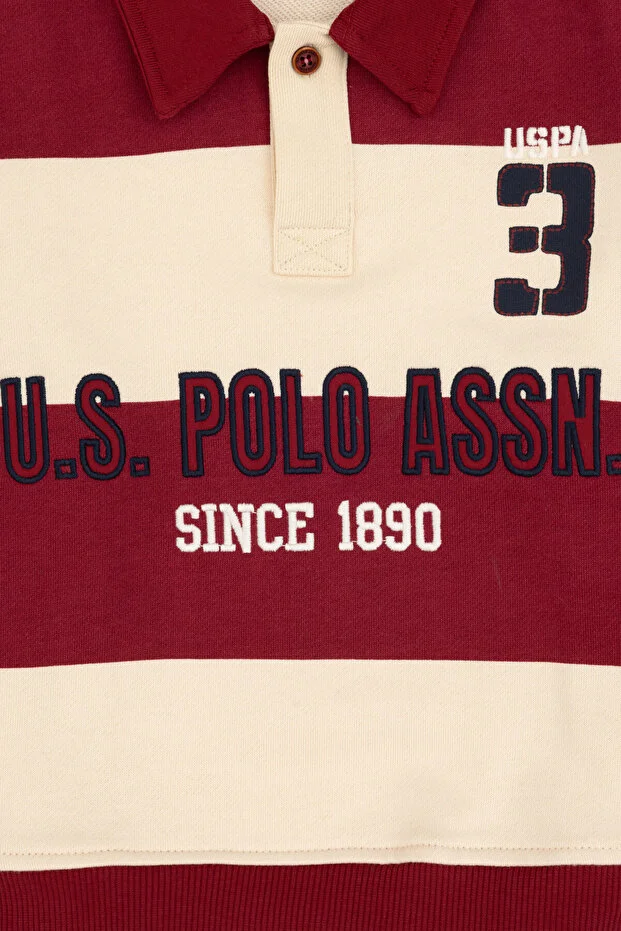 USPA
3
U.S. POLO ASSN.
SINCE 1890